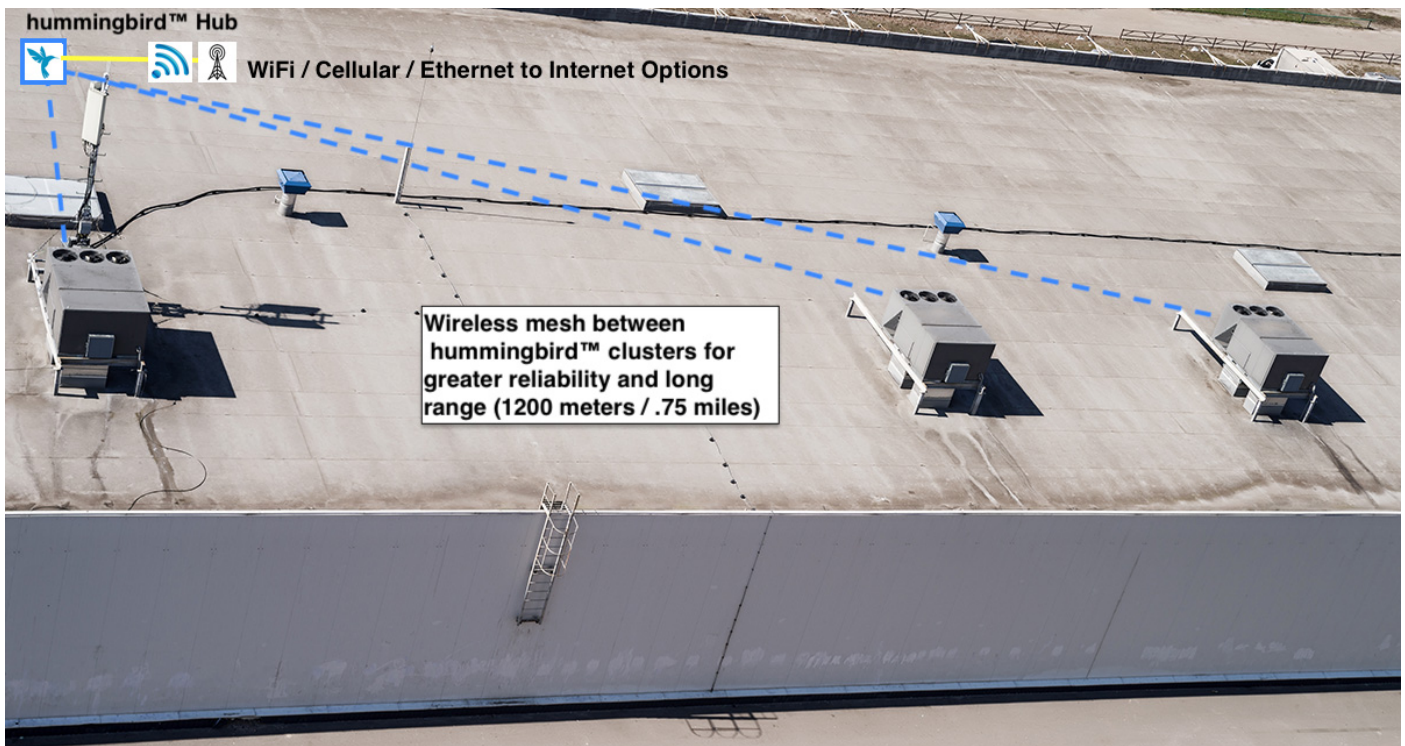 hummingbird™ Hub
WiFi / Cellular / Ethernet to Internet Options
Wireless mesh between
hummingbird™ clusters for
greater reliability and long
range (1200 meters / .75 miles)